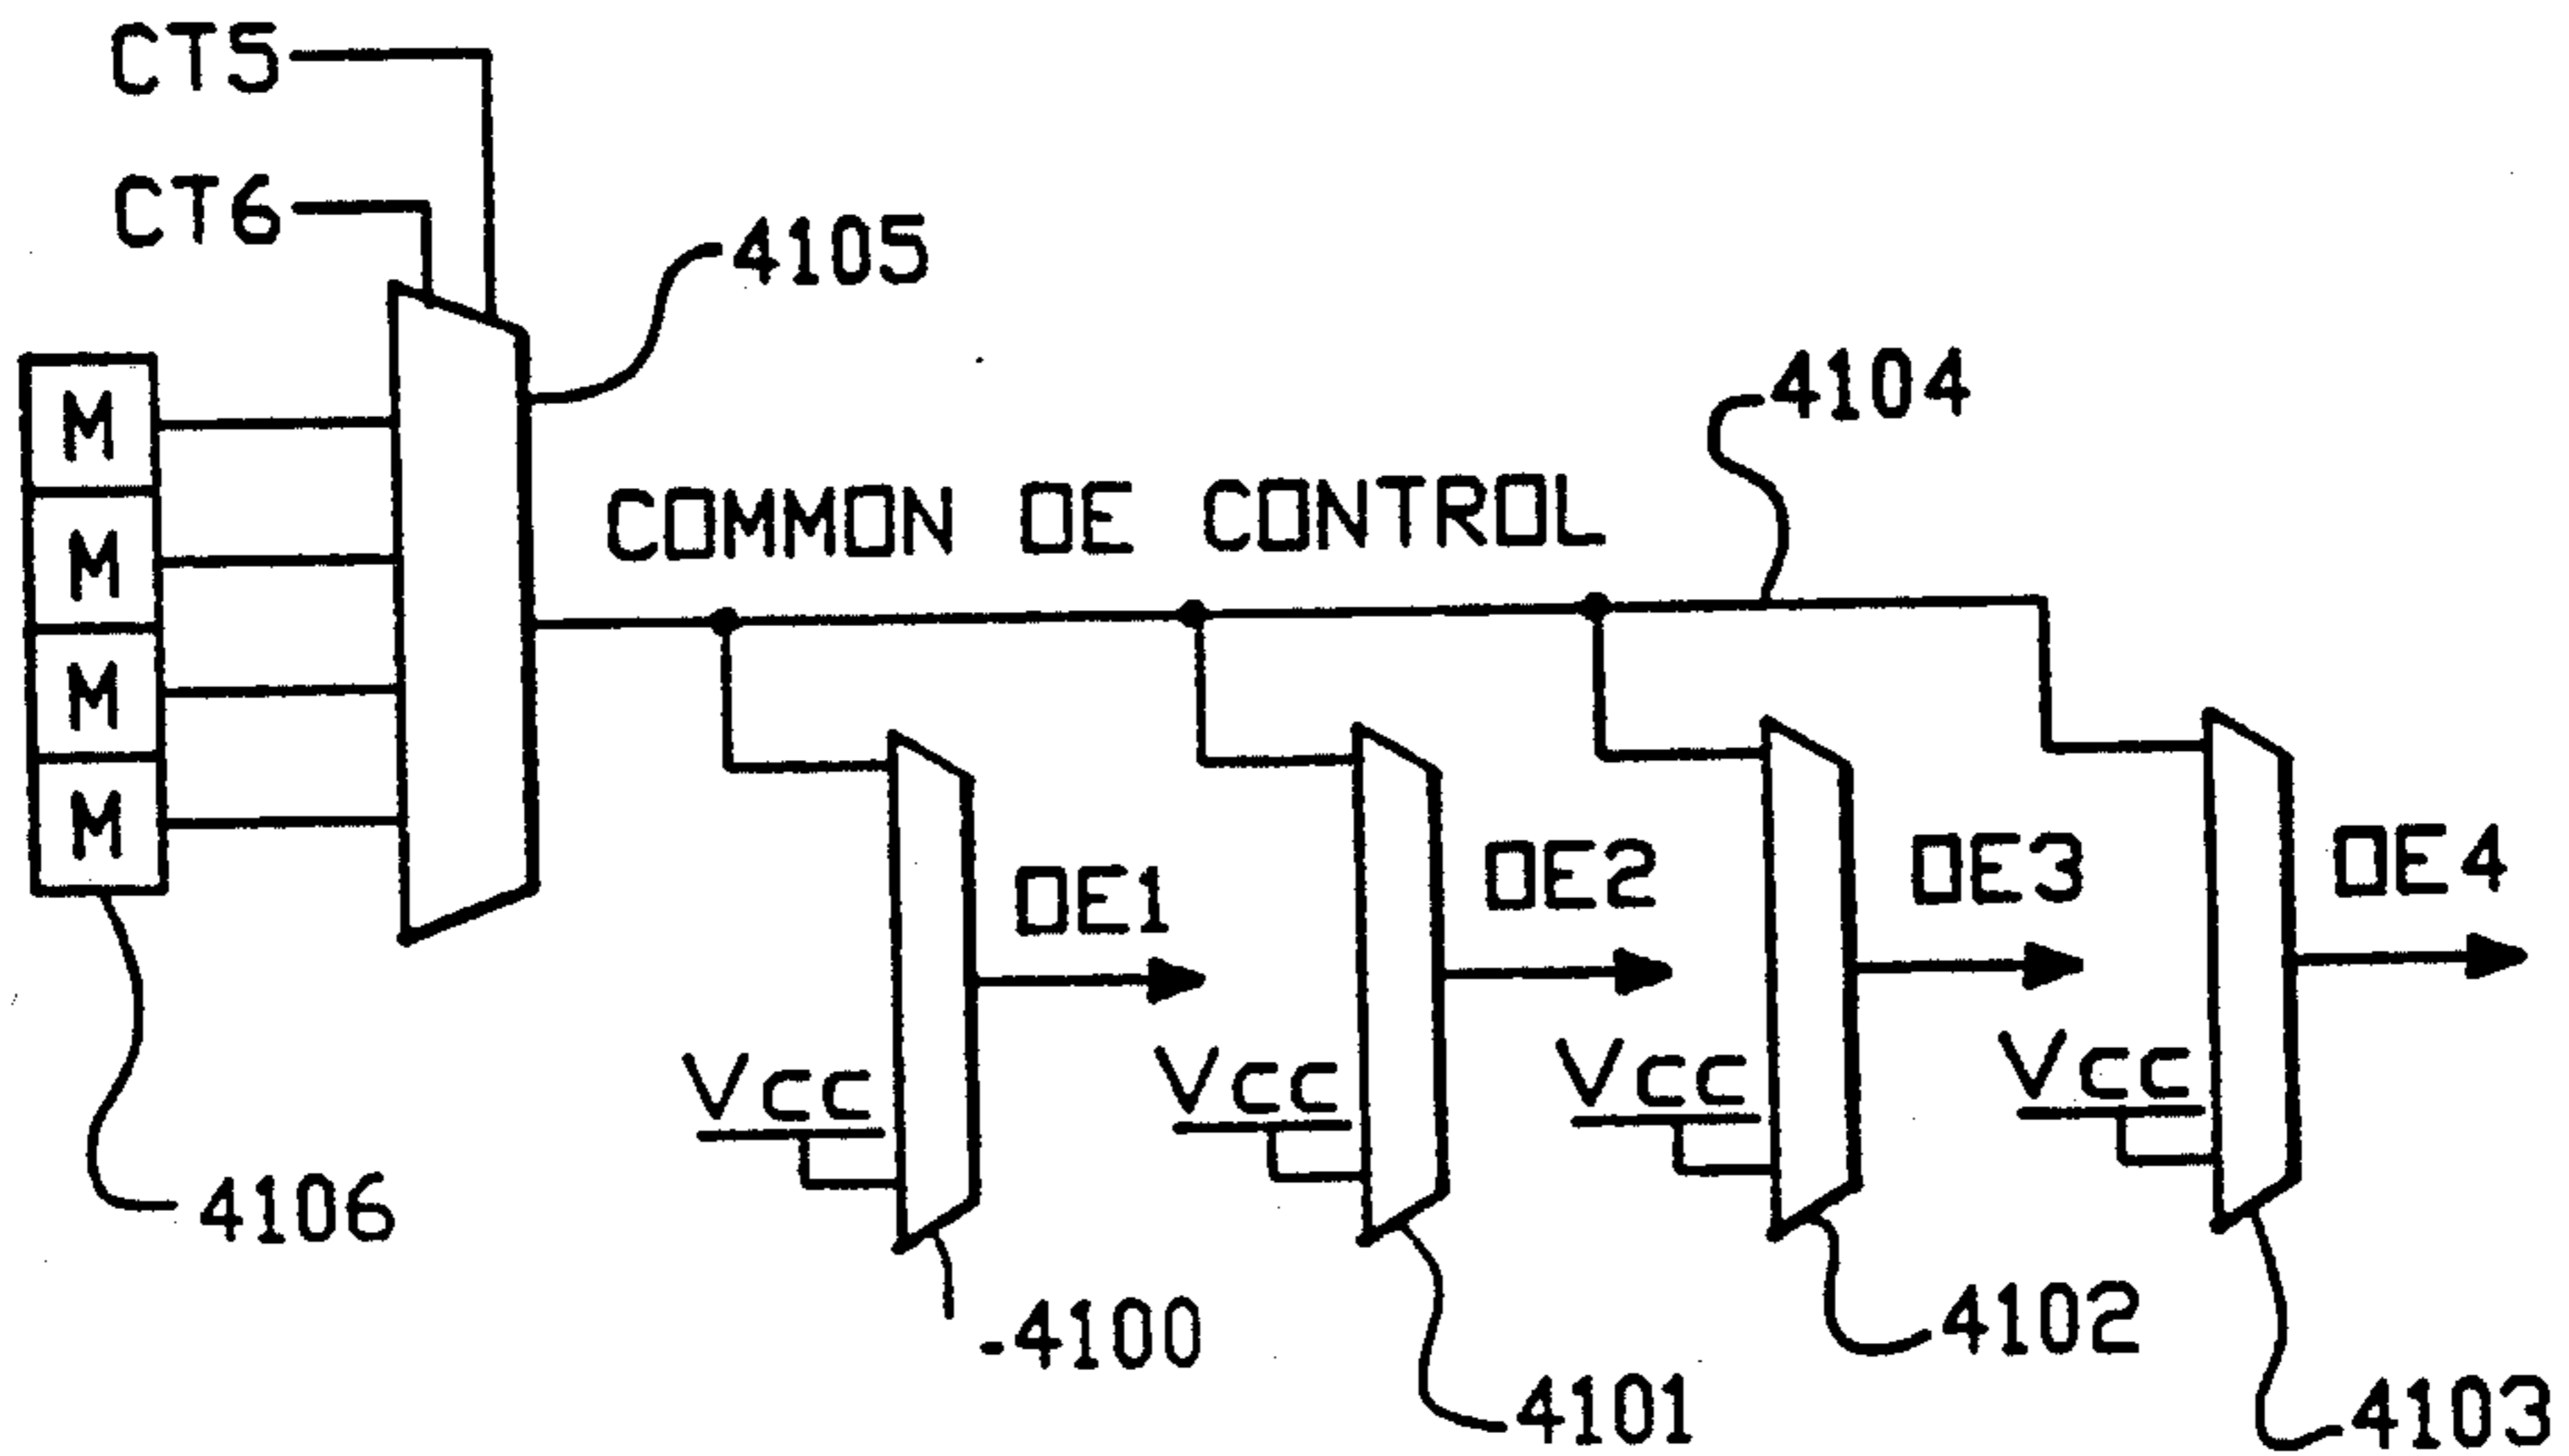 CT5
CT6
4105
4104
M
M
M
M
COMMON OE CONTROL
OE1
OE2
OE3
OE4
Vcc
Vcc
Vcc
Vcc
4106
4100
4101
4102
4103